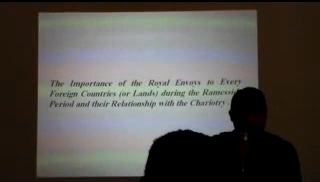 The Importance of the Royal Envoys to Every
Foreign Countries (or Lands) during the Ramessid
Period and their Relationship with the Chariotry